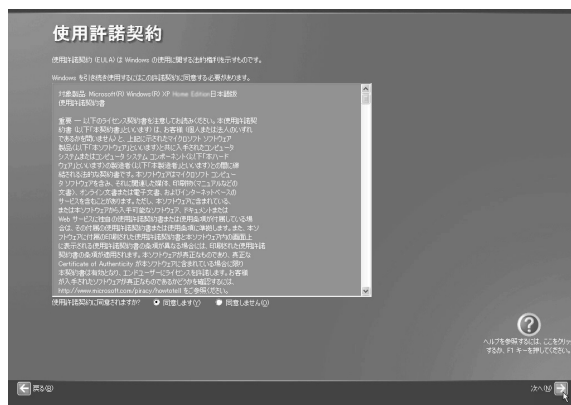 使用許諾契約
使用許諾契約 (EULA) は Windows の使用に関する法的権利を示すものです。
Windows を引き続き使用するにはこの許諾契約に同意する必要があります。
対象製品 Microsoft(R) Windows(R) XP Home Edition日本語版
使用許諾契約書
重要 ― 以下のライセンス契約書を注意してお読みください。本使用許諾契
約書 (以下「本契約書」といいます) は、お客様 (個人または法人のいずれ
であるかを問いません) と、上記に示されたマイクロソフト ソフトウェア
製品(以下「本ソフトウェア」といいます)と共に入手されたコンピュータ
システムまたはコンピュータ システム コンポーネント(以下「本ハード
ウェア」といいます)の製造者(以下「本製造者」といいます)との間に締
結される法的な契約書です。本ソフトウェアはマイクロソフト コンピュー
タ ソフトウェアを含み、それに関連した媒体、印刷物(マニュアルなどの
文書)、オンライン文書または電子文書、およびインターネットベースの
サービスを含むことがあります。ただし、本ソフトウェアに含まれている、
または本ソフトウェアから入手可能なソフトウェア、ドキュメントまたは
Web サービスに独自の使用許諾契約書または使用条項が付属している場
合は、その付属の使用許諾契約書または使用条項に準拠します。また、本ソ
フトウェアに付属の印刷された使用許諾契約書と本ソフトウェア内の画面上
に表示される使用許諾契約書の条項が異なる場合には、印刷された使用許諾
契約書の条項が適用されます。本ソフトウェアが真正なものであり、真正な
Certificate of Authenticity が本ソフトウェアに含まれている場合に限り
本契約書は有効となり、エンドユーザーにライセンスを許諾します。お客様
が入手されたソフトウェアが真正なものであるかどうかを確認するには、
http://www.microsoft.com/piracy/howtotell をご参照ください。
使用許諾契約に同意されますか? 同意します(Y) 同意しません(O)
ヘルプを参照するには、ここをクリッ
するか、F1 キーを押してください。
戻る(B)
次へ(N)